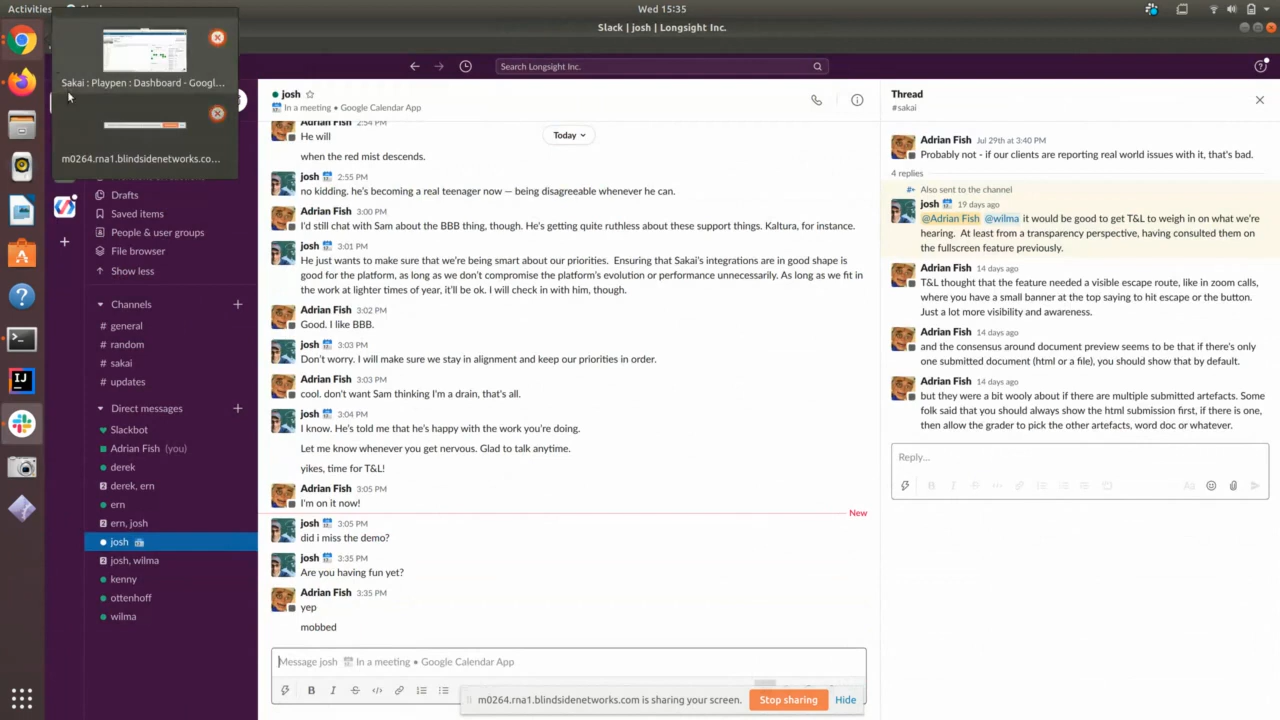 Activities
Wed 15:35
Slack | josh | Longsight Inc.
Sakai : Playpen : Dashboard - Googl...
m0264.rna1.blindsidenetworks.co...
Search Longsight Inc.
Drafts
Saved items
People & user groups
File browser
Show less
Channels
# general
# random
# sakai
# updates
Direct messages
Slackbot
Adrian Fish (you)
derek
2 derek, ern
ern
2 ern, josh
josh
2 josh, wilma
kenny
ottenhoff
wilma
josh
In a meeting • Google Calendar App
Today
Adrian Fish 2:54 PM
He will
when the red mist descends.
josh 2:55 PM
no kidding. he's becoming a real teenager now — being disagreeable whenever he can.
Adrian Fish 3:00 PM
I'd still chat with Sam about the BBB thing, though. He's getting quite ruthless about these support things. Kaltura, for instance.
josh 3:01 PM
He just wants to make sure that we're being smart about our priorities. Ensuring that Sakai's integrations are in good shape is
good for the platform, as long as we don't compromise the platform's evolution or performance unnecessarily. As long as we fit in
the work at lighter times of year, it'll be ok. I will check in with him, though.
Adrian Fish 3:02 PM
Good. I like BBB.
josh 3:03 PM
Don't worry. I will make sure we stay in alignment and keep our priorities in order.
Adrian Fish 3:03 PM
cool. don't want Sam thinking I'm a drain, that's all.
josh 3:04 PM
I know. He's told me that he's happy with the work you're doing.
Let me know whenever you get nervous. Glad to talk anytime.
yikes, time for T&L!
Adrian Fish 3:05 PM
I'm on it now!
New
josh 3:05 PM
did i miss the demo?
josh 3:35 PM
Are you having fun yet?
Adrian Fish 3:35 PM
yep
mobbed
Message josh In a meeting • Google Calendar App
m0264.rna1.blindsidenetworks.com is sharing your screen.
Stop sharing
Hide
Thread
#sakai
Adrian Fish Jul 29th at 3:40 PM
Probably not - if our clients are reporting real world issues with it, that's bad.
4 replies
Also sent to the channel
josh 19 days ago
@Adrian Fish @wilma it would be good to get T&L to weigh in on what we're
hearing. At least from a transparency perspective, having consulted them on
the fullscreen feature previously.
Adrian Fish 14 days ago
T&L thought that the feature needed a visible escape route, like in zoom calls,
where you have a small banner at the top saying to hit escape or the button.
Just a lot more visibility and awareness.
Adrian Fish 14 days ago
and the consensus around document preview seems to be that if there's only
one submitted document (html or a file), you should show that by default.
Adrian Fish 14 days ago
but they were a bit wooly about if there are multiple submitted artefacts. Some
folk said that you should always show the html submission first, if there is one,
then allow the grader to pick the other artefacts, word doc or whatever.
Reply...